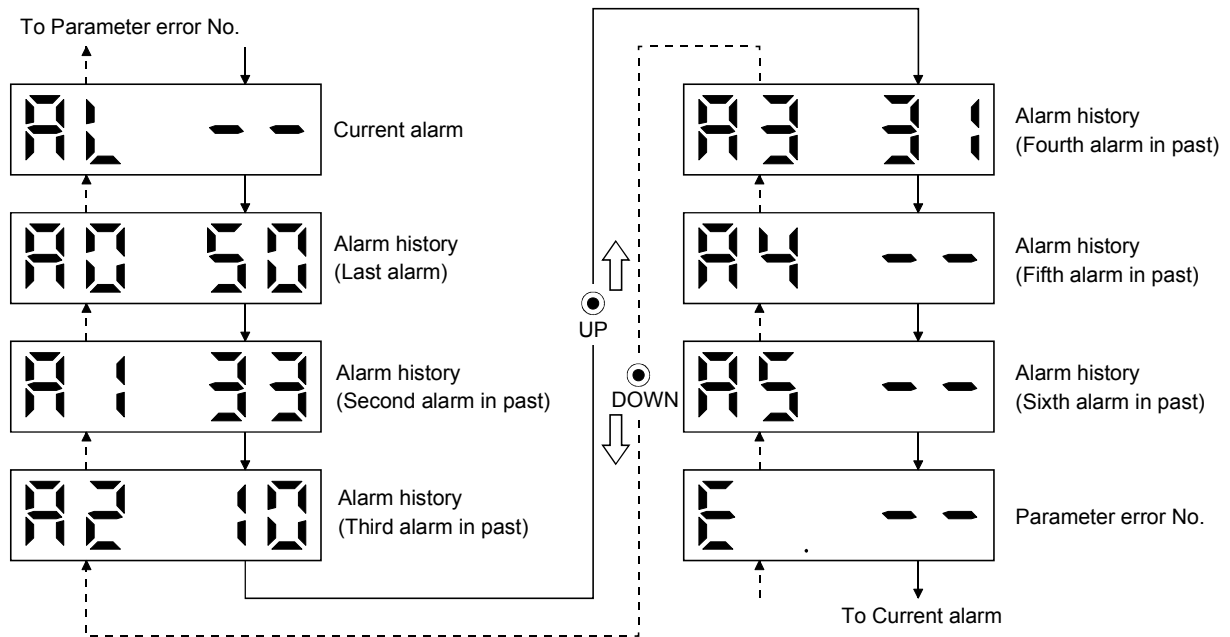 To Parameter error No.
AL --
Current alarm
A0 50
Alarm history
(Last alarm)
A1 33
Alarm history
(Second alarm in past)
A2 10
Alarm history
(Third alarm in past)
UP
DOWN
A3 31
Alarm history
(Fourth alarm in past)
A4 --
Alarm history
(Fifth alarm in past)
A5 --
Alarm history
(Sixth alarm in past)
E --
Parameter error No.
To Current alarm